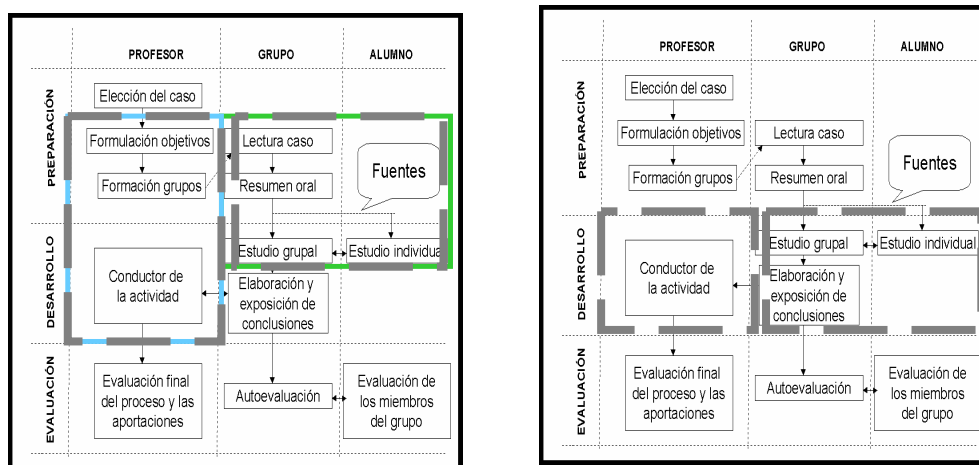 PROFESOR GRUPO ALUMNO
PREPARACIÓN
Elección del caso
Formulación objetivos
Lectura caso
Formación grupos
Resumen oral
Fuentes
DESARROLLO
Estudio grupal
Estudio individual
Conductor de
la actividad
Elaboración y
exposición de
conclusiones
EVALUACIÓN
Evaluación final
del proceso y las
aportaciones
Autoevaluación
Evaluación de
los miembros
del grupo
PROFESOR GRUPO ALUMNO
PREPARACIÓN
Elección del caso
Formulación objetivos
Lectura caso
Formación grupos
Resumen oral
Fuentes
DESARROLLO
Estudio grupal
Estudio individual
Conductor de
la actividad
Elaboración y
exposición de
conclusiones
EVALUACIÓN
Evaluación final
del proceso y las
aportaciones
Autoevaluación
Evaluación de
los miembros
del grupo